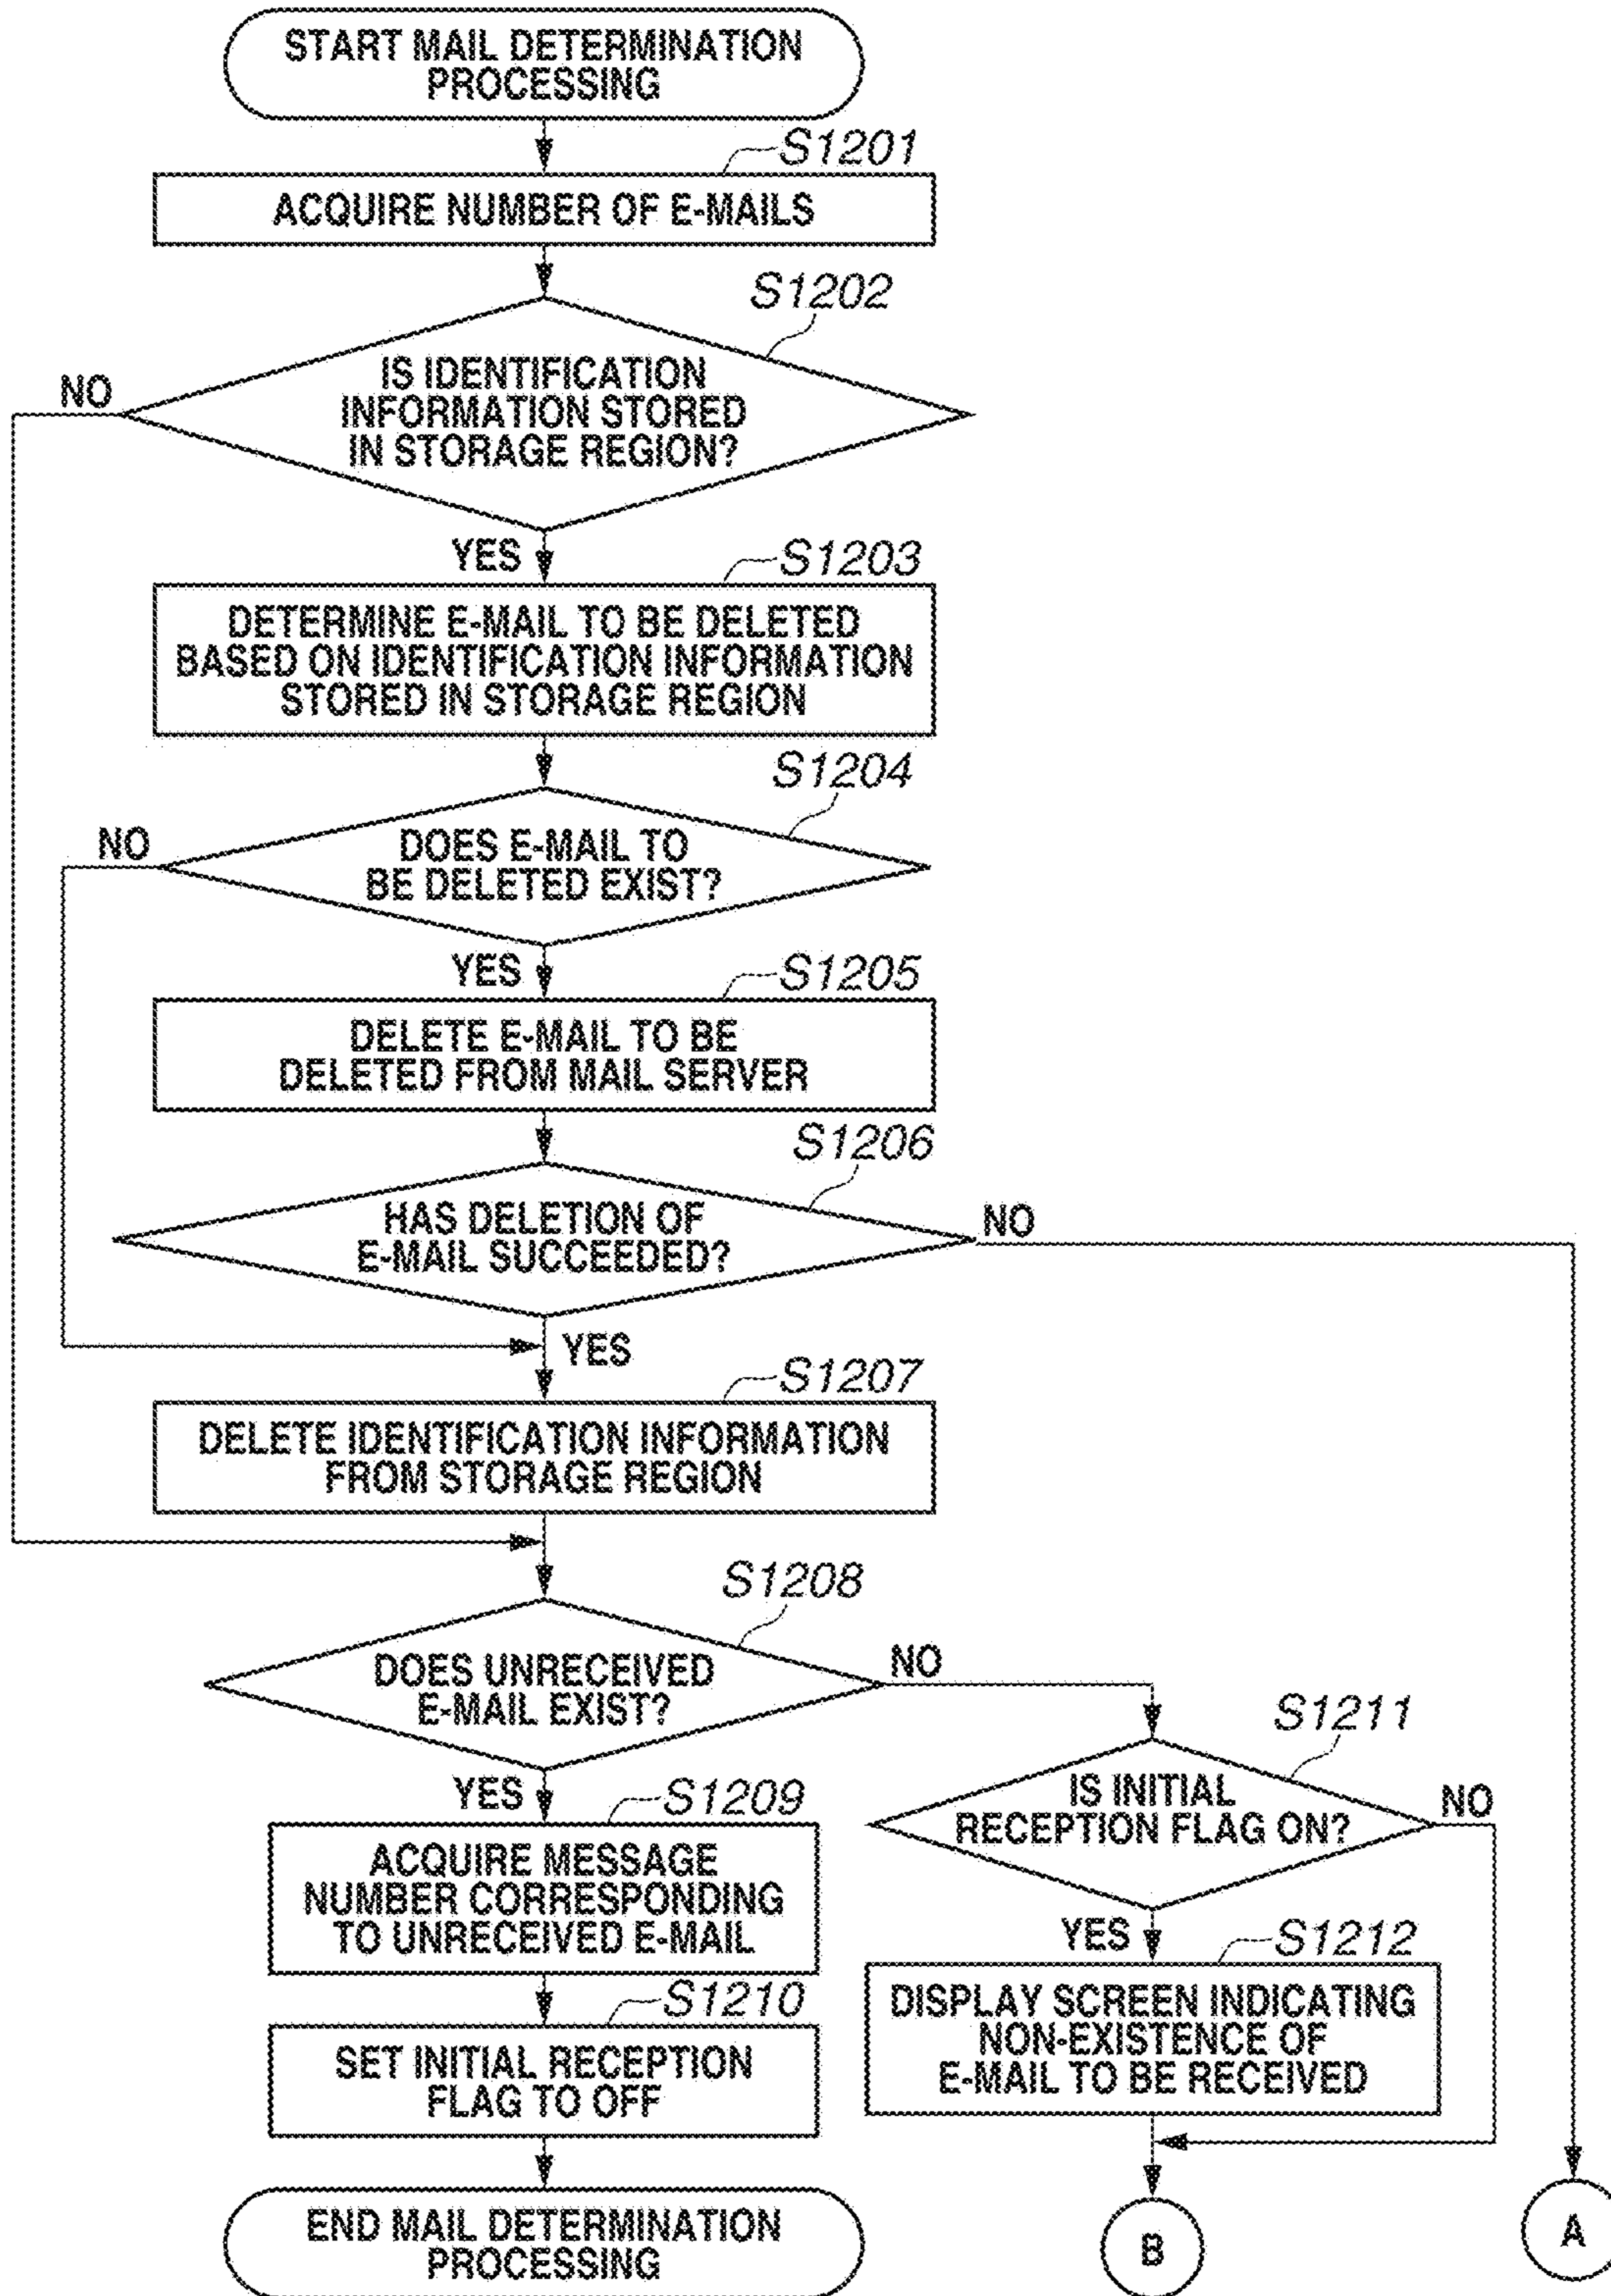 START MAIL DETERMINATION
PROCESSING
S1201
ACQUIRE NUMBER OF E-MAILS
S1202
NO
IS IDENTIFICATION
INFORMATION STORED
IN STORAGE REGION?
YES
S1203
DETERMINE E-MAIL TO BE DELETED
BASED ON IDENTIFICATION INFORMATION
STORED IN STORAGE REGION
S1204
NO
DOES E-MAIL TO
BE DELETED EXIST?
YES
S1205
DELETE E-MAIL TO BE
DELETED FROM MAIL SERVER
S1206
HAS DELETION OF
E-MAIL SUCCEEDED?
NO
YES
S1207
DELETE IDENTIFICATION INFORMATION
FROM STORAGE REGION
S1208
DOES UNRECEIVED
E-MAIL EXIST?
NO
YES
S1209
ACQUIRE MESSAGE
NUMBER CORRESPONDING
TO UNRECEIVED E-MAIL
S1210
SET INITIAL RECEPTION
FLAG TO OFF
END MAIL DETERMINATION
PROCESSING
S1211
IS INITIAL
RECEPTION FLAG ON?
NO
YES
S1212
DISPLAY SCREEN INDICATING
NON-EXISTENCE OF
E-MAIL TO BE RECEIVED
B
A